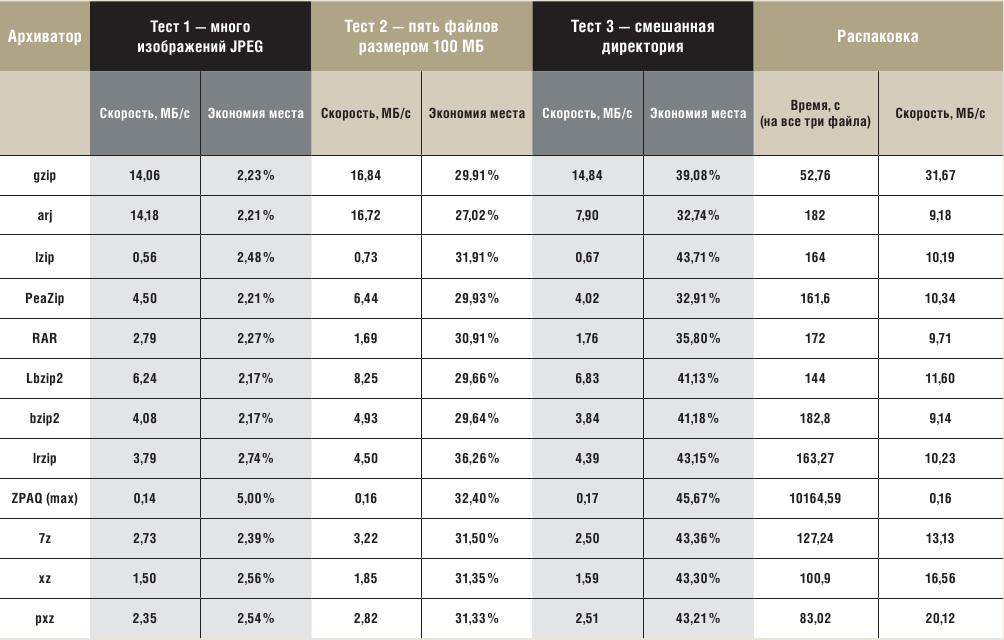 Архиватор
Тест 1 — много
изображений JPEG
Тест 2 — пять файлов
размером 100 МБ
Тест 3 — смешанная
директория
Распаковка
Скорость, МБ/с Экономия места Скорость, МБ/с Экономия места Скорость, МБ/с Экономия места
Время, с
(на все три файла)
Скорость, МБ/с
gzip 14,06 2,23% 16,84 29,91% 14,84 39,08% 52,76 31,67
arj 14,18 2,21% 16,72 27,02% 7,90 32,74% 182 9,18
lzip 0,56 2,48% 0,73 31,91% 0,67 43,71% 164 10,19
PeaZip 4,50 2,21% 6,44 29,93% 4,02 32,91% 161,6 10,34
RAR 2,79 2,27% 1,69 30,91% 1,76 35,80% 172 9,71
Lbzip2 6,24 2,17% 8,25 29,66% 6,83 41,13% 144 11,60
bzip2 4,08 2,17% 4,93 29,64% 3,84 41,18% 182,8 9,14
lrzip 3,79 2,74% 4,50 36,26% 4,39 43,15% 163,27 10,23
ZPAQ (max) 0,14 5,00% 0,16 32,40% 0,17 45,67% 10164,59 0,16
7z 2,73 2,39% 3,22 31,50% 2,50 43,36% 127,24 13,13
xz 1,50 2,56% 1,85 31,35% 1,59 43,30% 100,9 16,56
pxz 2,35 2,54% 2,82 31,33% 2,51 43,21% 83,02 20,12